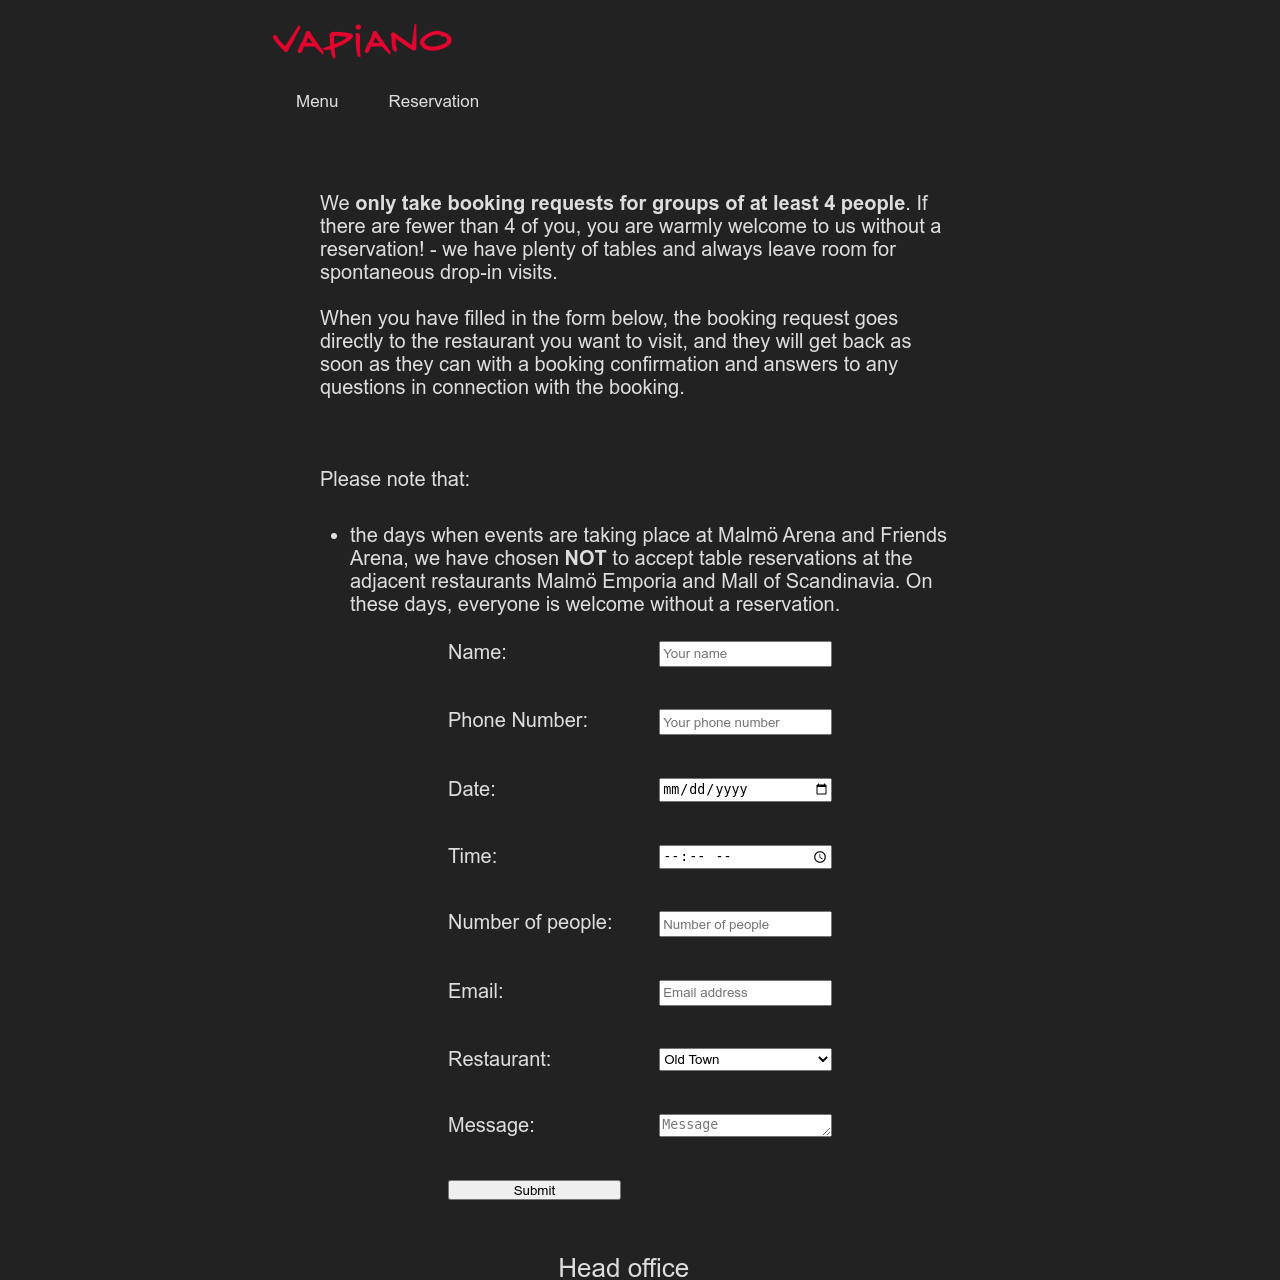 VAPIANO
Menu Reservation
We only take booking requests for groups of at least 4 people. If
there are fewer than 4 of you, you are warmly welcome to us without a
reservation! - we have plenty of tables and always leave room for
spontaneous drop-in visits.
When you have filled in the form below, the booking request goes
directly to the restaurant you want to visit, and they will get back as
soon as they can with a booking confirmation and answers to any
questions in connection with the booking.
Please note that:
• the days when events are taking place at Malmö Arena and Friends
Arena, we have chosen NOT to accept table reservations at the
adjacent restaurants Malmö Emporia and Mall of Scandinavia. On
these days, everyone is welcome without a reservation.
Name: Your name
Phone Number: Your phone number
Date: mm/dd/yyyy
Time: --:-- --
Number of people: Number of people
Email: Email address
Restaurant: Old Town
Message: Message
Submit
Head office